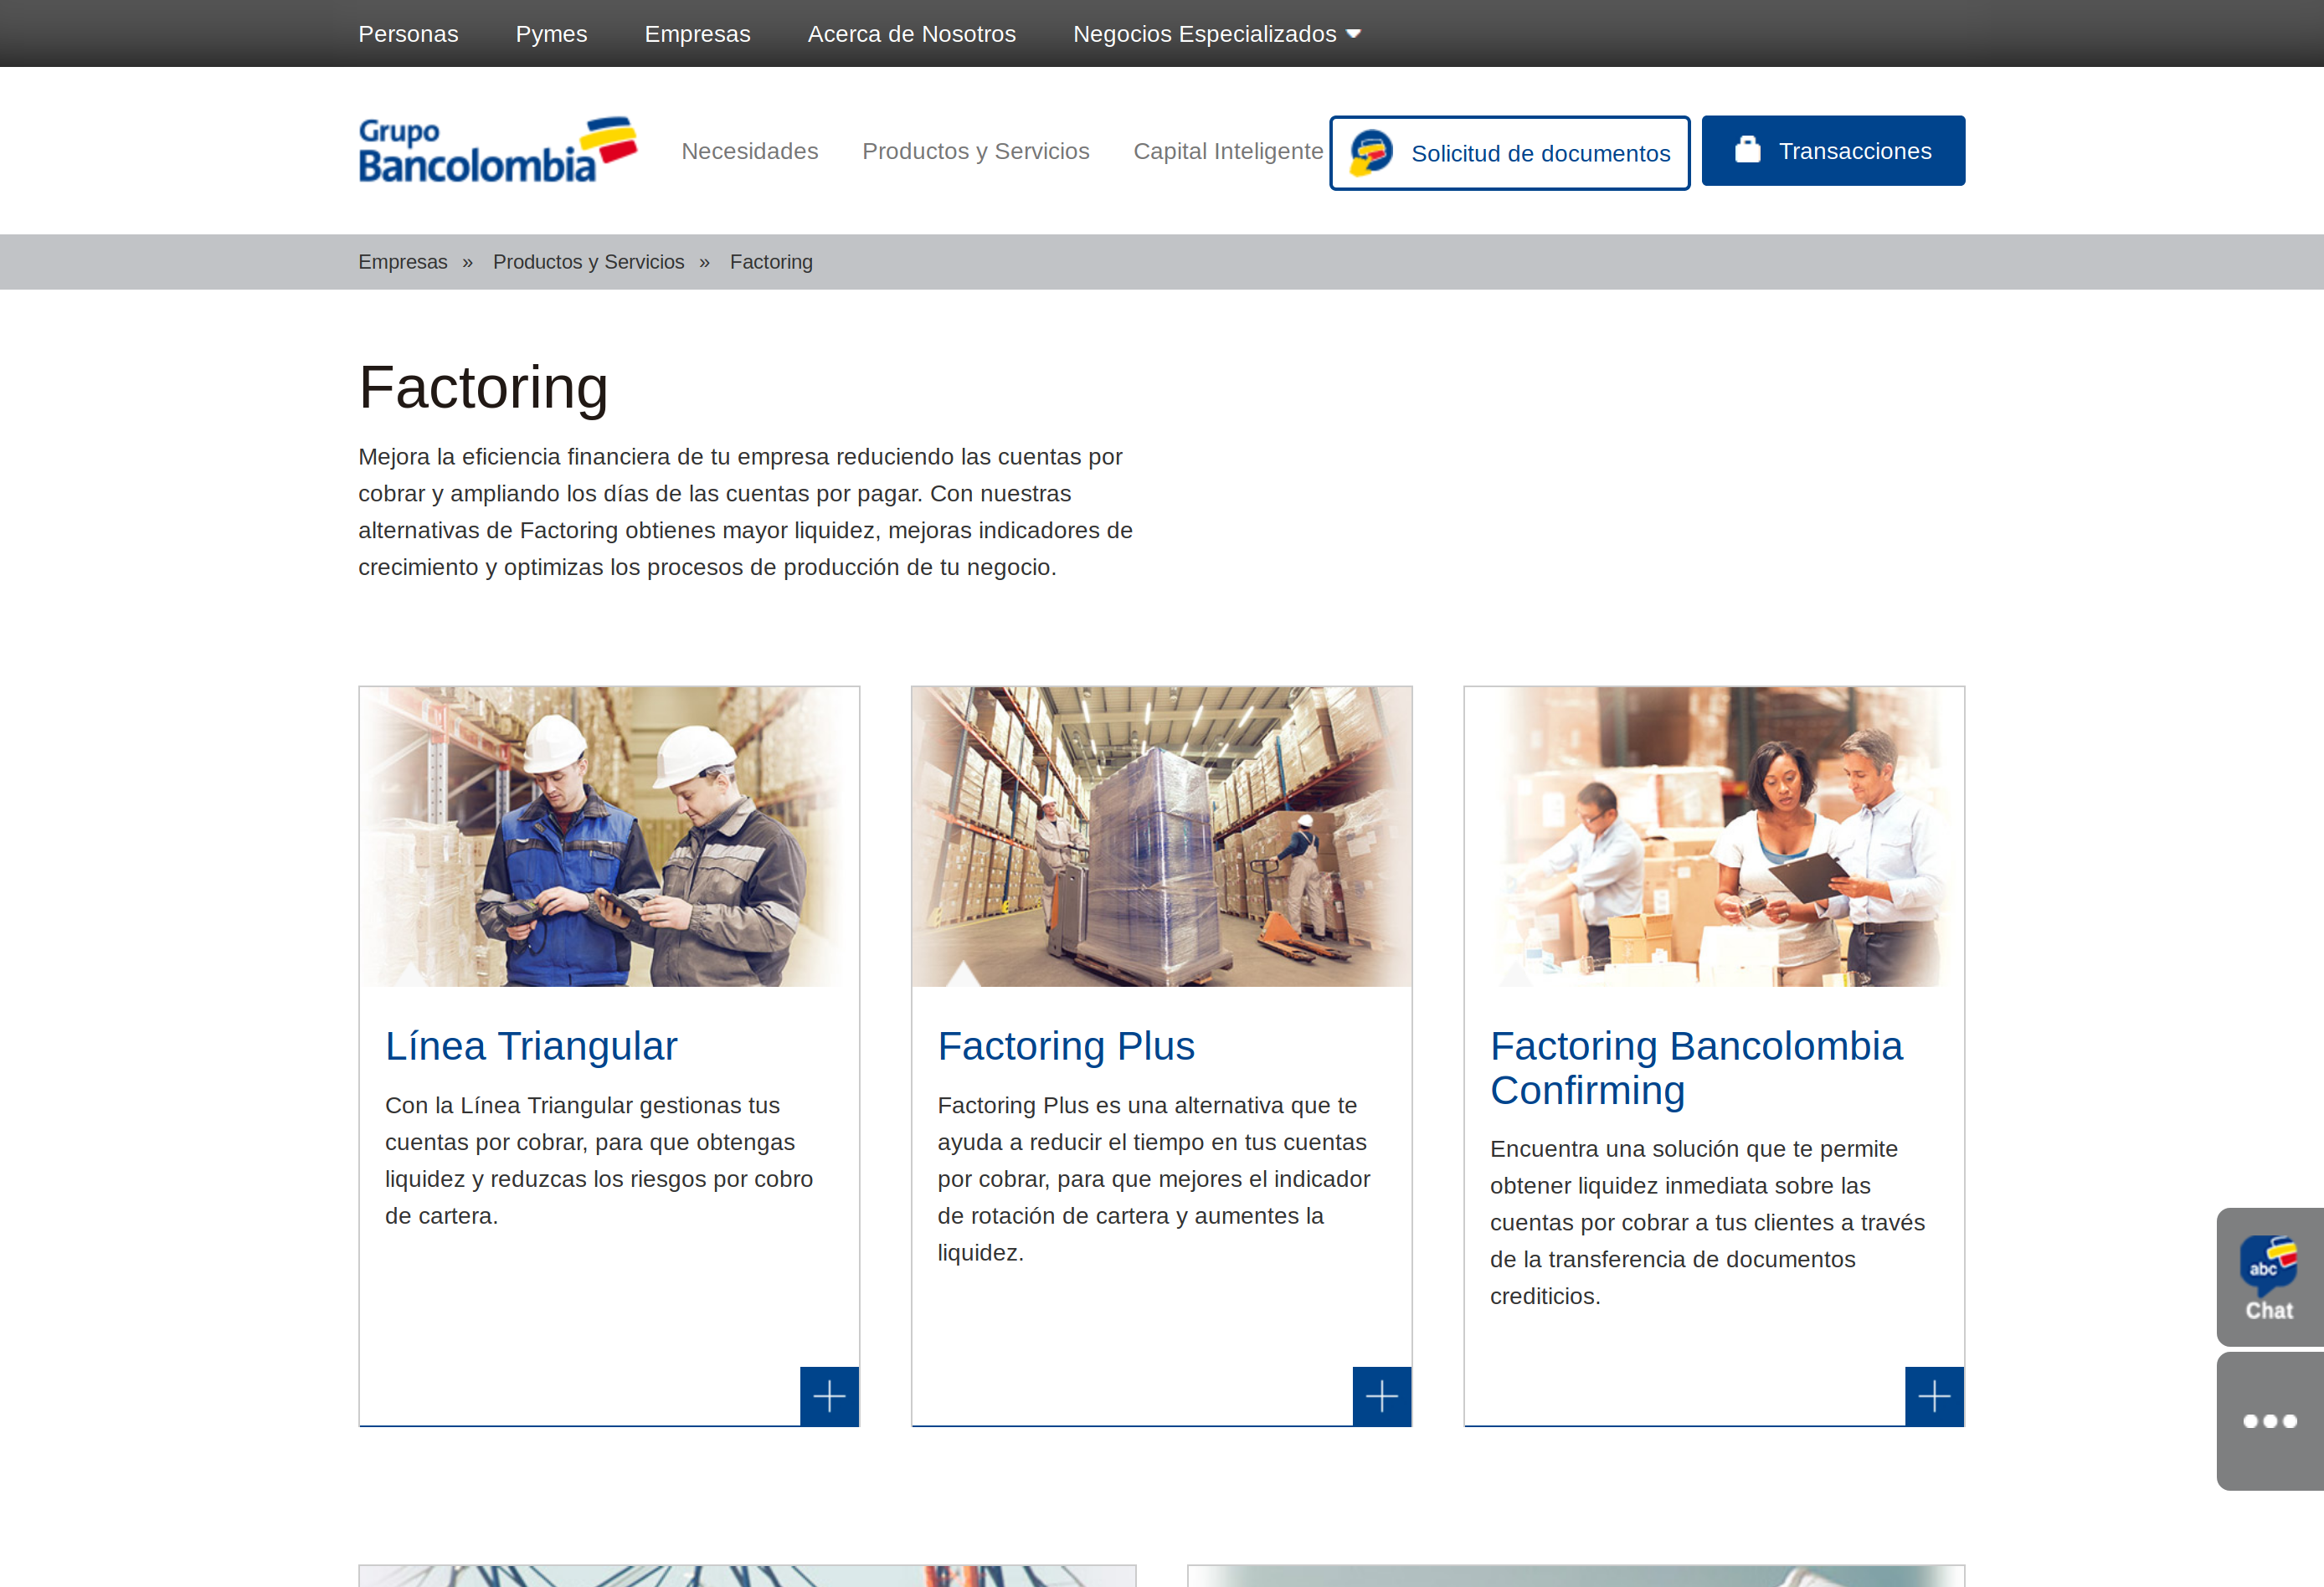 Personas Pymes Empresas Acerca de Nosotros Negocios Especializados
Grupo
Bancolombia
Necesidades Productos y Servicios Capital Inteligente Solicitud de documentos Transacciones
Empresas » Productos y Servicios » Factoring
Factoring
Mejora la eficiencia financiera de tu empresa reduciendo las cuentas por
cobrar y ampliando los días de las cuentas por pagar. Con nuestras
alternativas de Factoring obtienes mayor liquidez, mejoras indicadores de
crecimiento y optimizas los procesos de producción de tu negocio.
Línea Triangular
Con la Línea Triangular gestionas tus
cuentas por cobrar, para que obtengas
liquidez y reduzcas los riesgos por cobro
de cartera.
Factoring Plus
Factoring Plus es una alternativa que te
ayuda a reducir el tiempo en tus cuentas
por cobrar, para que mejores el indicador
de rotación de cartera y aumentes la
liquidez.
Factoring Bancolombia
Confirming
Encuentra una solución que te permite
obtener liquidez inmediata sobre las
cuentas por cobrar a tus clientes a través
de la transferencia de documentos
crediticios.
abc
Chat